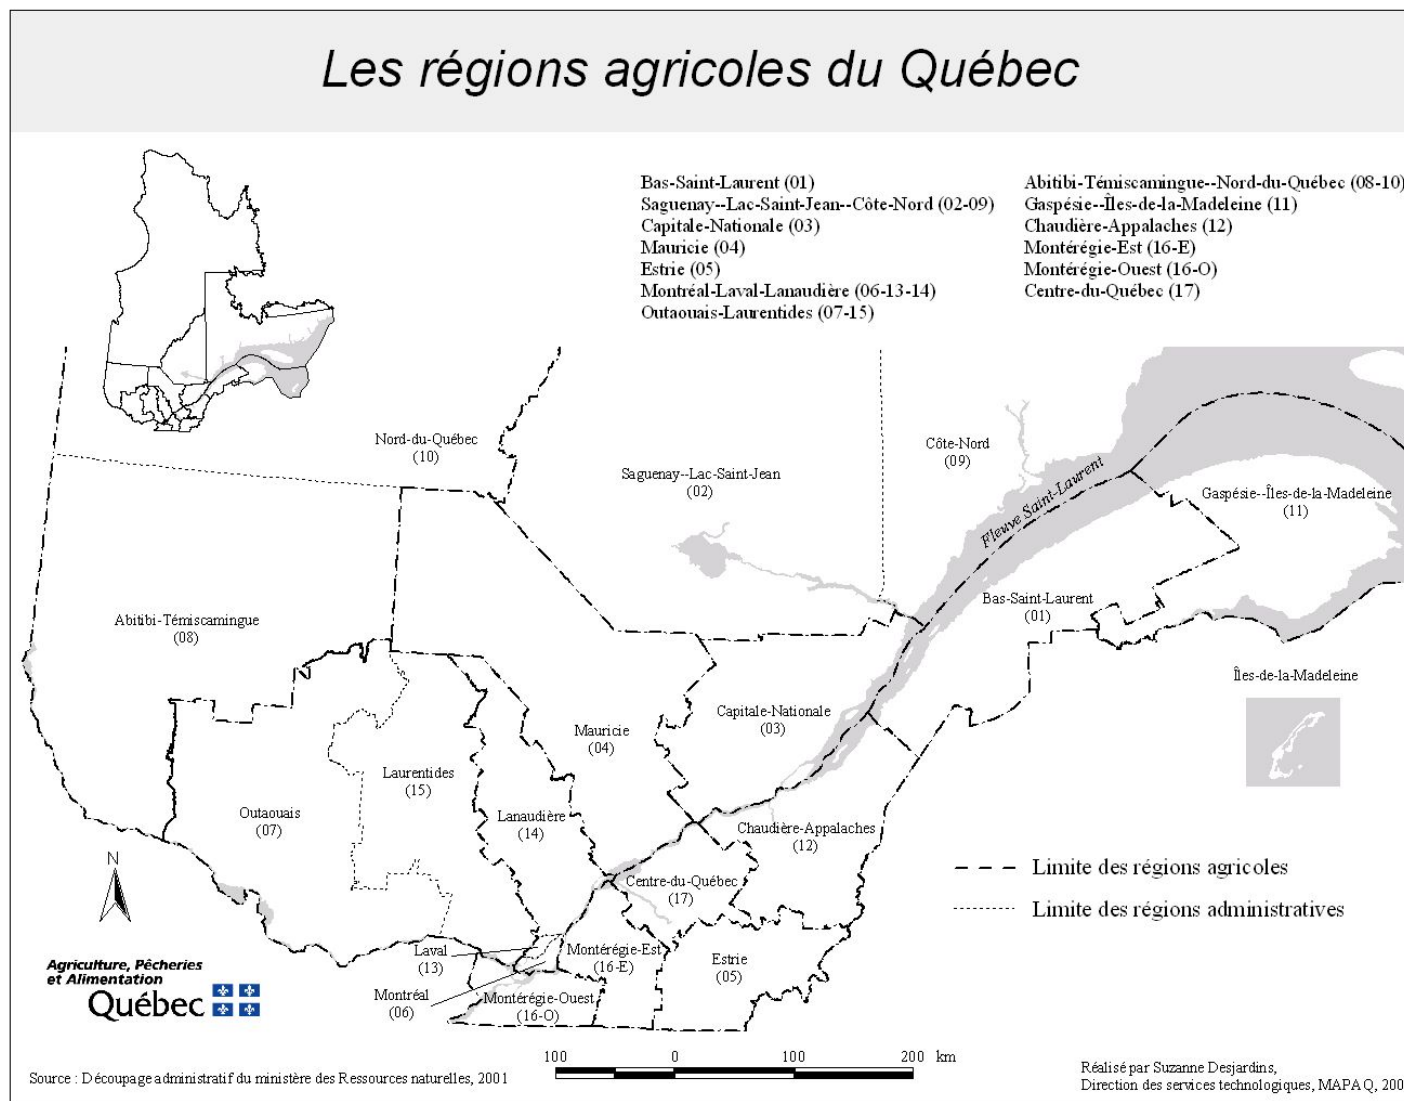 Les régions agricoles du Québec
Bas-Saint-Laurent (01)
Saguenay--Lac-Saint-Jean--Côte-Nord (02-09)
Capitale-Nationale (03)
Mauricie (04)
Estrie (05)
Montréal-Laval-Lanaudière (06-13-14)
Outaouais-Laurentides (07-15)
Abitibi-Témiscamingue--Nord-du-Québec (08-10)
Gaspésie--Îles-de-la-Madeleine (11)
Chaudière-Appalaches (12)
Montérégie-Est (16-E)
Montérégie-Ouest (16-O)
Centre-du-Québec (17)
Nord-du-Québec
(10)
Saguenay--Lac-Saint-Jean
(02)
Côte-Nord
(09)
Fleuve Saint-Laurent
Gaspésie--Îles-de-la-Madeleine
(11)
Bas-Saint-Laurent
(01)
Abitibi-Témiscamingue
(08)
Îles-de-la-Madeleine
Capitale-Nationale
(03)
Mauricie
(04)
Laurentides
(15)
Outaouais
(07)
Lanaudière
(14)
Chaudière-Appalaches
(12)
Centre-du-Québec
(17)
Laval
(13)
Montréal
(06)
Montérégie-Est
(16-E)
Montérégie-Ouest
(16-O)
Estrie
(05)
N
Limite des régions agricoles
Limite des régions administratives
Agriculture, Pêcheries
et Alimentation
Québec
100 0 100 200 km
Source : Découpage administratif du ministère des Ressources naturelles, 2001
Réalisé par Suzanne Desjardins,
Direction des services technologiques, MAPAQ, 200